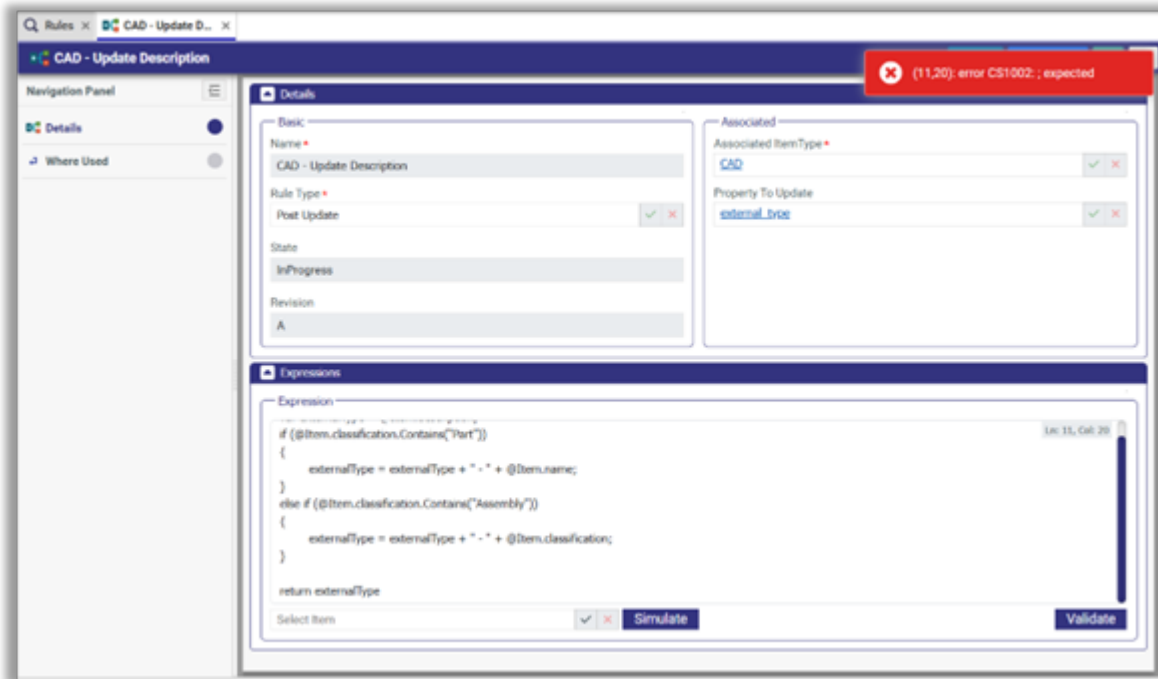 Rules × CAD - Update D... ×
CAD - Update Description
(11,20): error CS1002: ; expected
Navigation Panel
Details
Where Used
Details
Basic
Name •
CAD - Update Description
Rule Type •
Post Update
State
InProgress
Revision
A
Associated
Associated ItemType •
CAD
Property To Update
external_type
Expressions
Expression
Ln: 11, Col: 20
if (@Item.classification.Contains("Part"))
{
externalType = externalType + " - " + @Item.name;
}
else if (@Item.classification.Contains("Assembly"))
{
externalType = externalType + " - " + @Item.classification;
}
return externalType
Select Item
Simulate
Validate